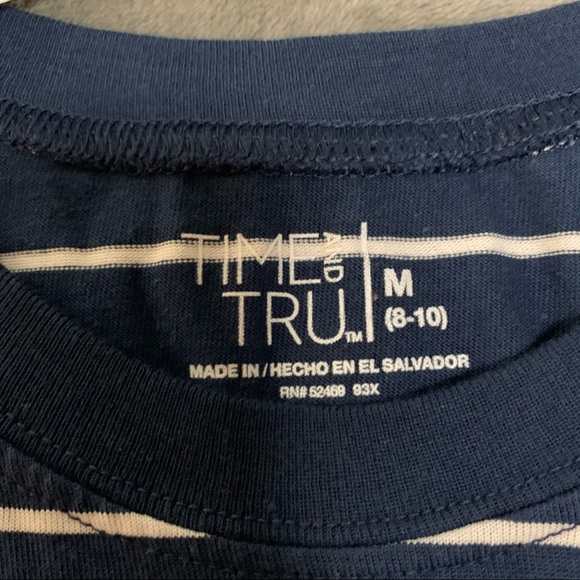 TIME AND
TRU™
M
(8-10)
MADE IN/HECHO EN EL SALVADOR
RN# 52469 93X